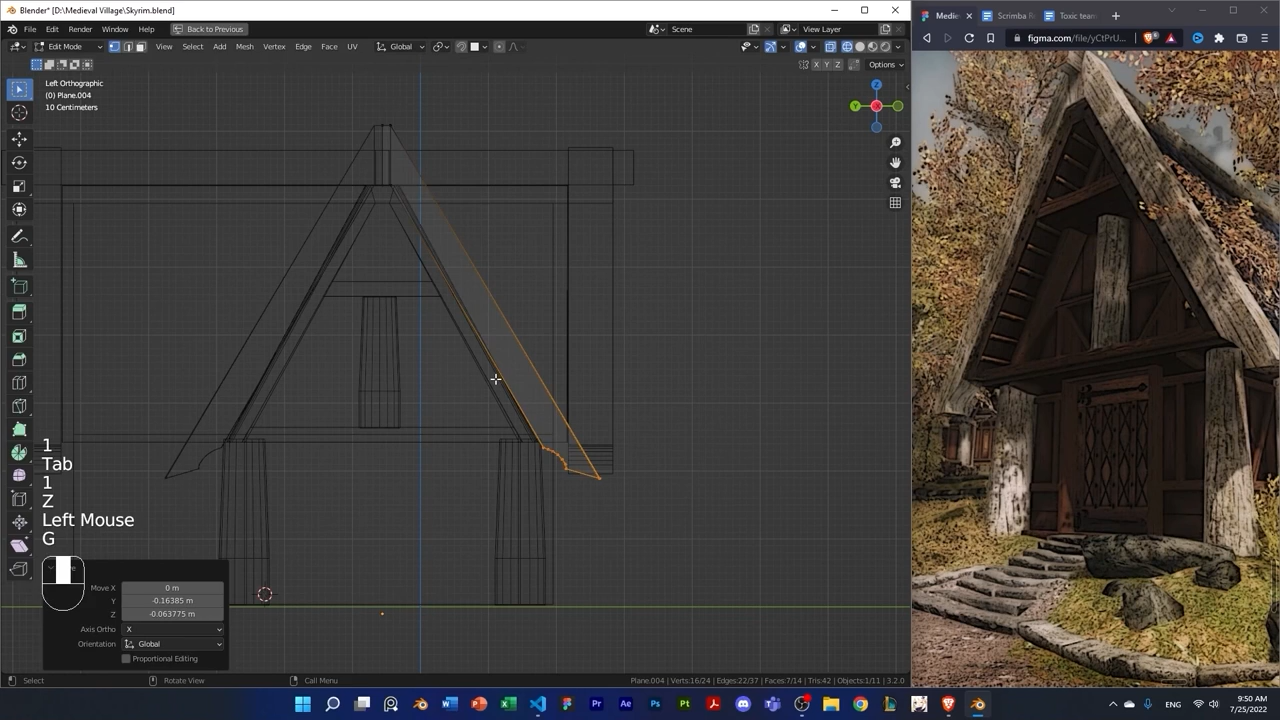 Blender* [D:\Medieval Village\Skyrim.blend]
File Edit Render Window Help Back to Previous Scene View Layer
Edit Mode View Select Add Mesh Vertex Edge Face UV Global
X Y Z Options
Left Orthographic
(0) Plane.004
10 Centimeters
Z
Y
1
Tab
1
Z
Left Mouse
G
Move X 0 m
Y -0.16385 m
Z -0.063775 m
Axis Ortho X
Orientation Global
Proportional Editing
Select Rotate View Call Menu Plane.004 | Verts:16/24 | Edges:22/37 | Faces:7/14 | Tris:42 | Objects:1/11 | 3.2.0
Medie Scrimba R Toxic team
figma.com/file/yCtPrU...
9:50 AM
7/25/2022